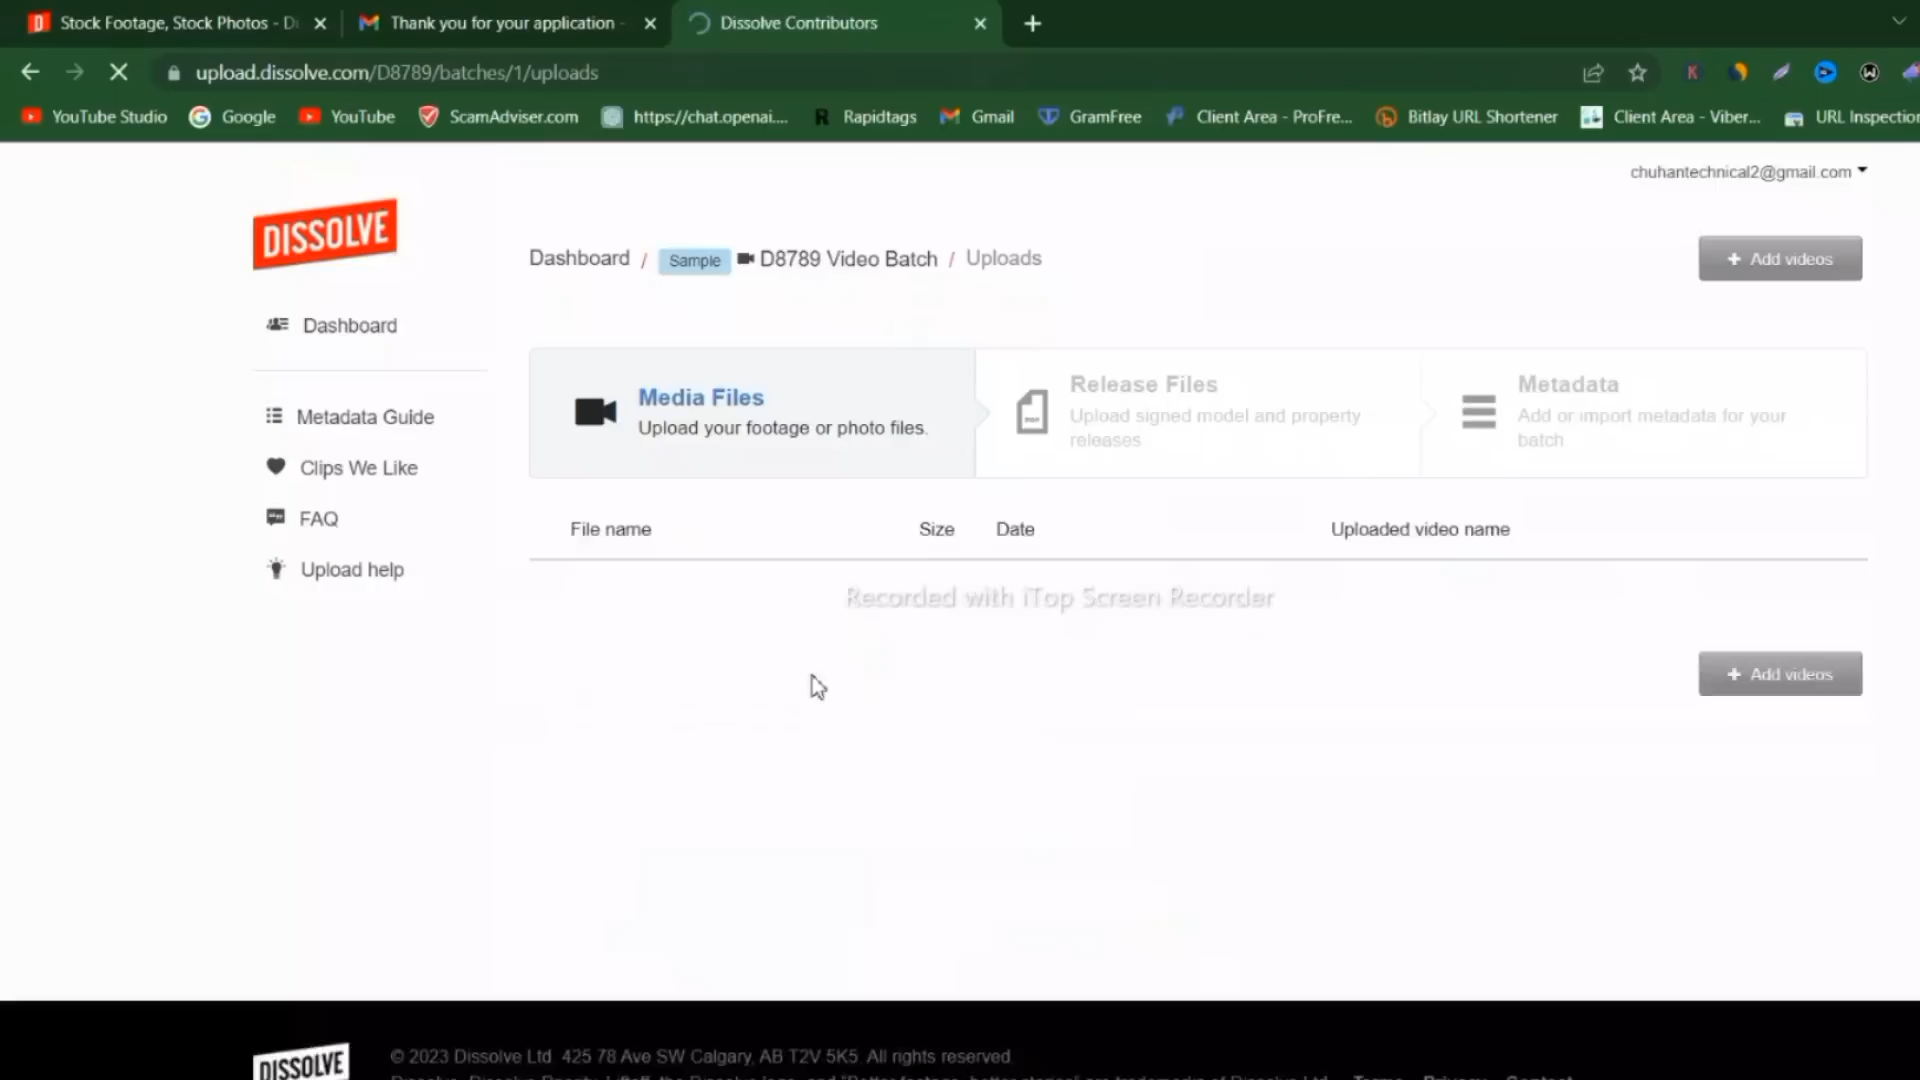 Stock Footage, Stock Photos - Di
Thank you for your application -
Dissolve Contributors
upload.dissolve.com/D8789/batches/1/uploads
YouTube Studio
Google
YouTube
ScamAdviser.com
https://chat.openai....
Rapidtags
Gmail
GramFree
Client Area - ProFre...
Bitlay URL Shortener
Client Area - Viber...
URL Inspection
chuhantechnical2@gmail.com
DISSOLVE
Dashboard / Sample D8789 Video Batch / Uploads
+ Add videos
Dashboard
Metadata Guide
Clips We Like
FAQ
Upload help
Media Files
Upload your footage or photo files.
Release Files
Upload signed model and property
releases
Metadata
Add or import metadata for your
batch
File name Size Date Uploaded video name
Recorded with iTop Screen Recorder
+ Add videos
DISSOLVE
© 2023 Dissolve Ltd. 425 78 Ave SW Calgary, AB T2V 5K5. All rights reserved.